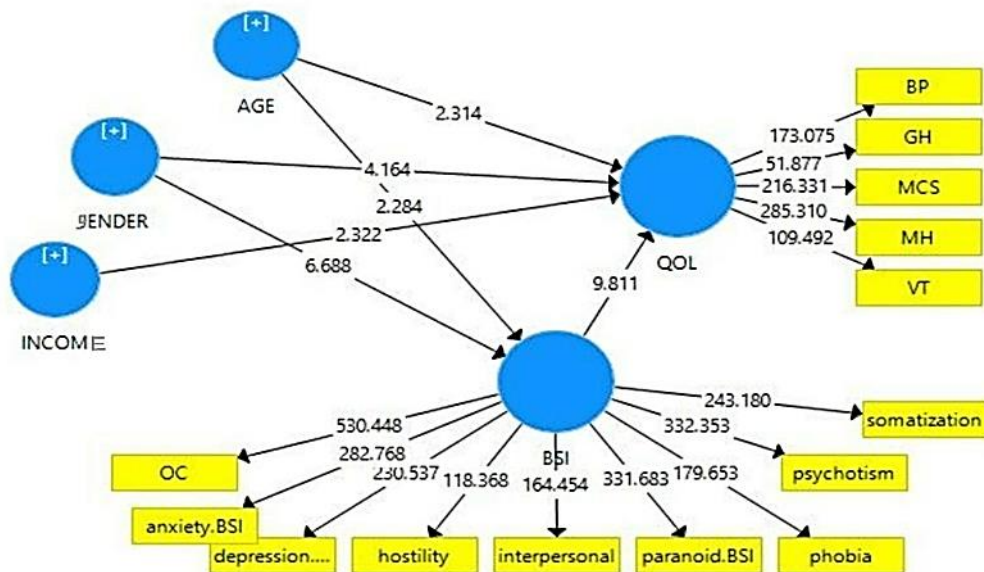 [+]
AGE
2.314
BP
[+]
173.075
GH
4.164
51.877
216.331
MCS
2.284
285.310
MH
gENDER
2.322
109.492
[+]
QOL
VT
6.688
9.811
INCOME
243.180
somatization
530.448
332.353
282.768
BSI
OC
230.537
118.368
164.454
331.683
179.653
psychotism
anxiety.BSI
depression....
hostility
interpersonal
paranoid.BSI
phobia